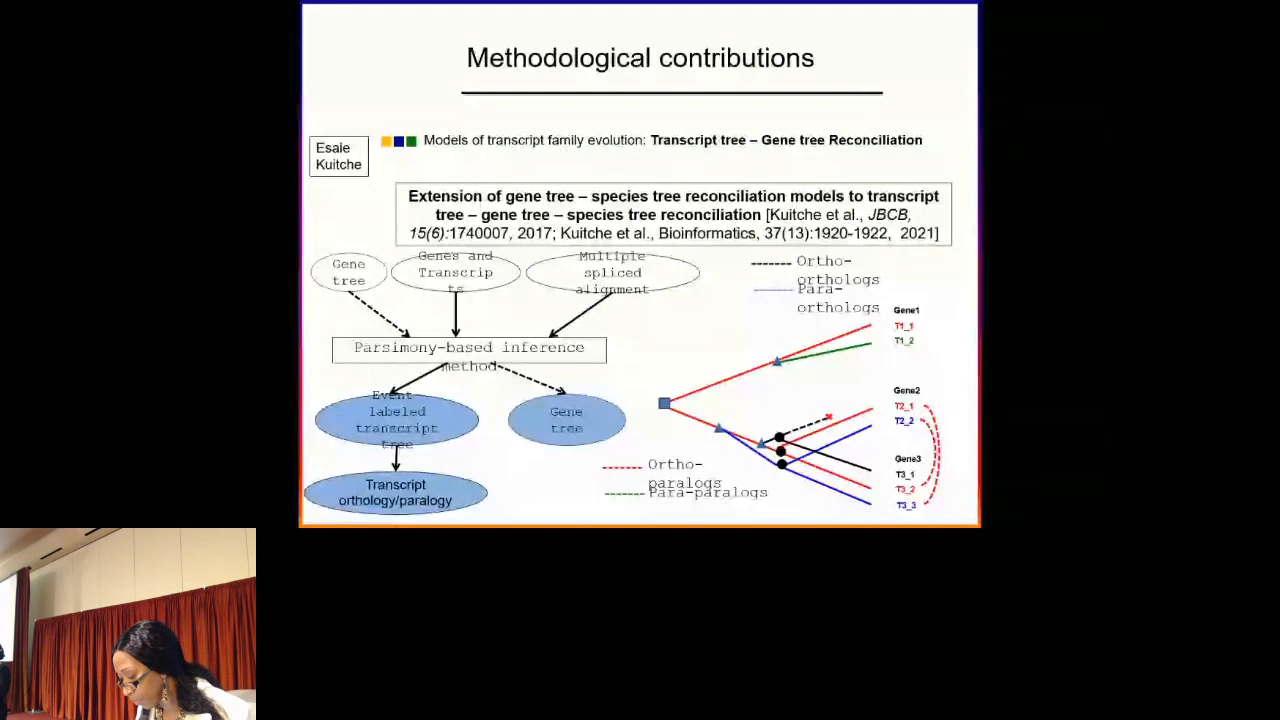 Methodological contributions
Esaie
Kuitche
Models of transcript family evolution: Transcript tree – Gene tree Reconciliation
Extension of gene tree – species tree reconciliation models to transcript
tree – gene tree – species tree reconciliation [Kuitche et al., JBCB,
15(6):1740007, 2017; Kuitche et al., Bioinformatics, 37(13):1920-1922, 2021]
Gene
tree
Genes and
Transcrip
ts
Multiple
spliced
alignment
Parsimony-based inference
method
Event
labeled
transcript
tree
Gene
tree
Transcript
orthology/paralogy
Ortho-
orthologs
Para-
orthologs
Gene1
T1_1
T1_2
Gene2
T2_1
T2_2
Gene3
T3_1
T3_2
T3_3
Ortho-
paralogs
Para-paralogs